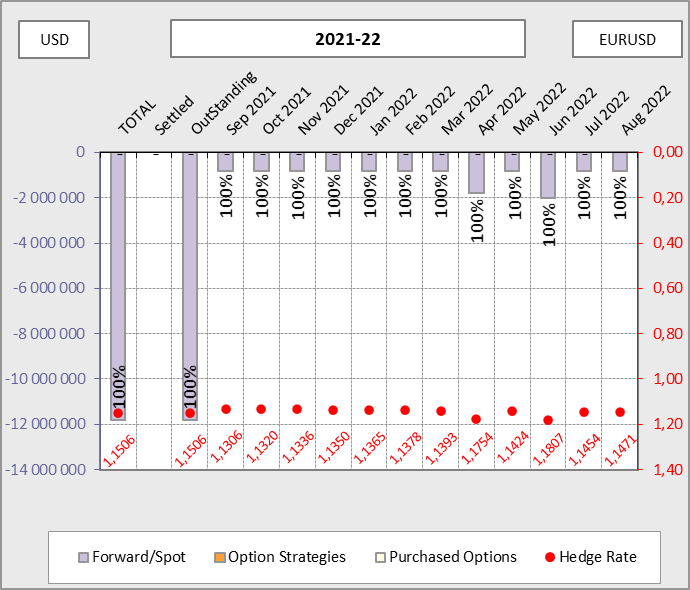 USD
2021-22
EURUSD
TOTAL
Settled
OutStanding
Sep 2021
Oct 2021
Nov 2021
Dec 2021
Jan 2022
Feb 2022
Mar 2022
Apr 2022
May 2022
Jun 2022
Jul 2022
Aug 2022
0
-2 000 000
-4 000 000
-6 000 000
-8 000 000
-10 000 000
-12 000 000
-14 000 000
0,00
0,20
0,40
0,60
0,80
1,00
1,20
1,40
100%
100%
100%
100%
100%
100%
100%
100%
100%
100%
100%
100%
100%
100%
1,1506
1,1506
1,1306
1,1320
1,1336
1,1350
1,1365
1,1378
1,1393
1,1754
1,1424
1,1807
1,1454
1,1471
Forward/Spot
Option Strategies
Purchased Options
Hedge Rate